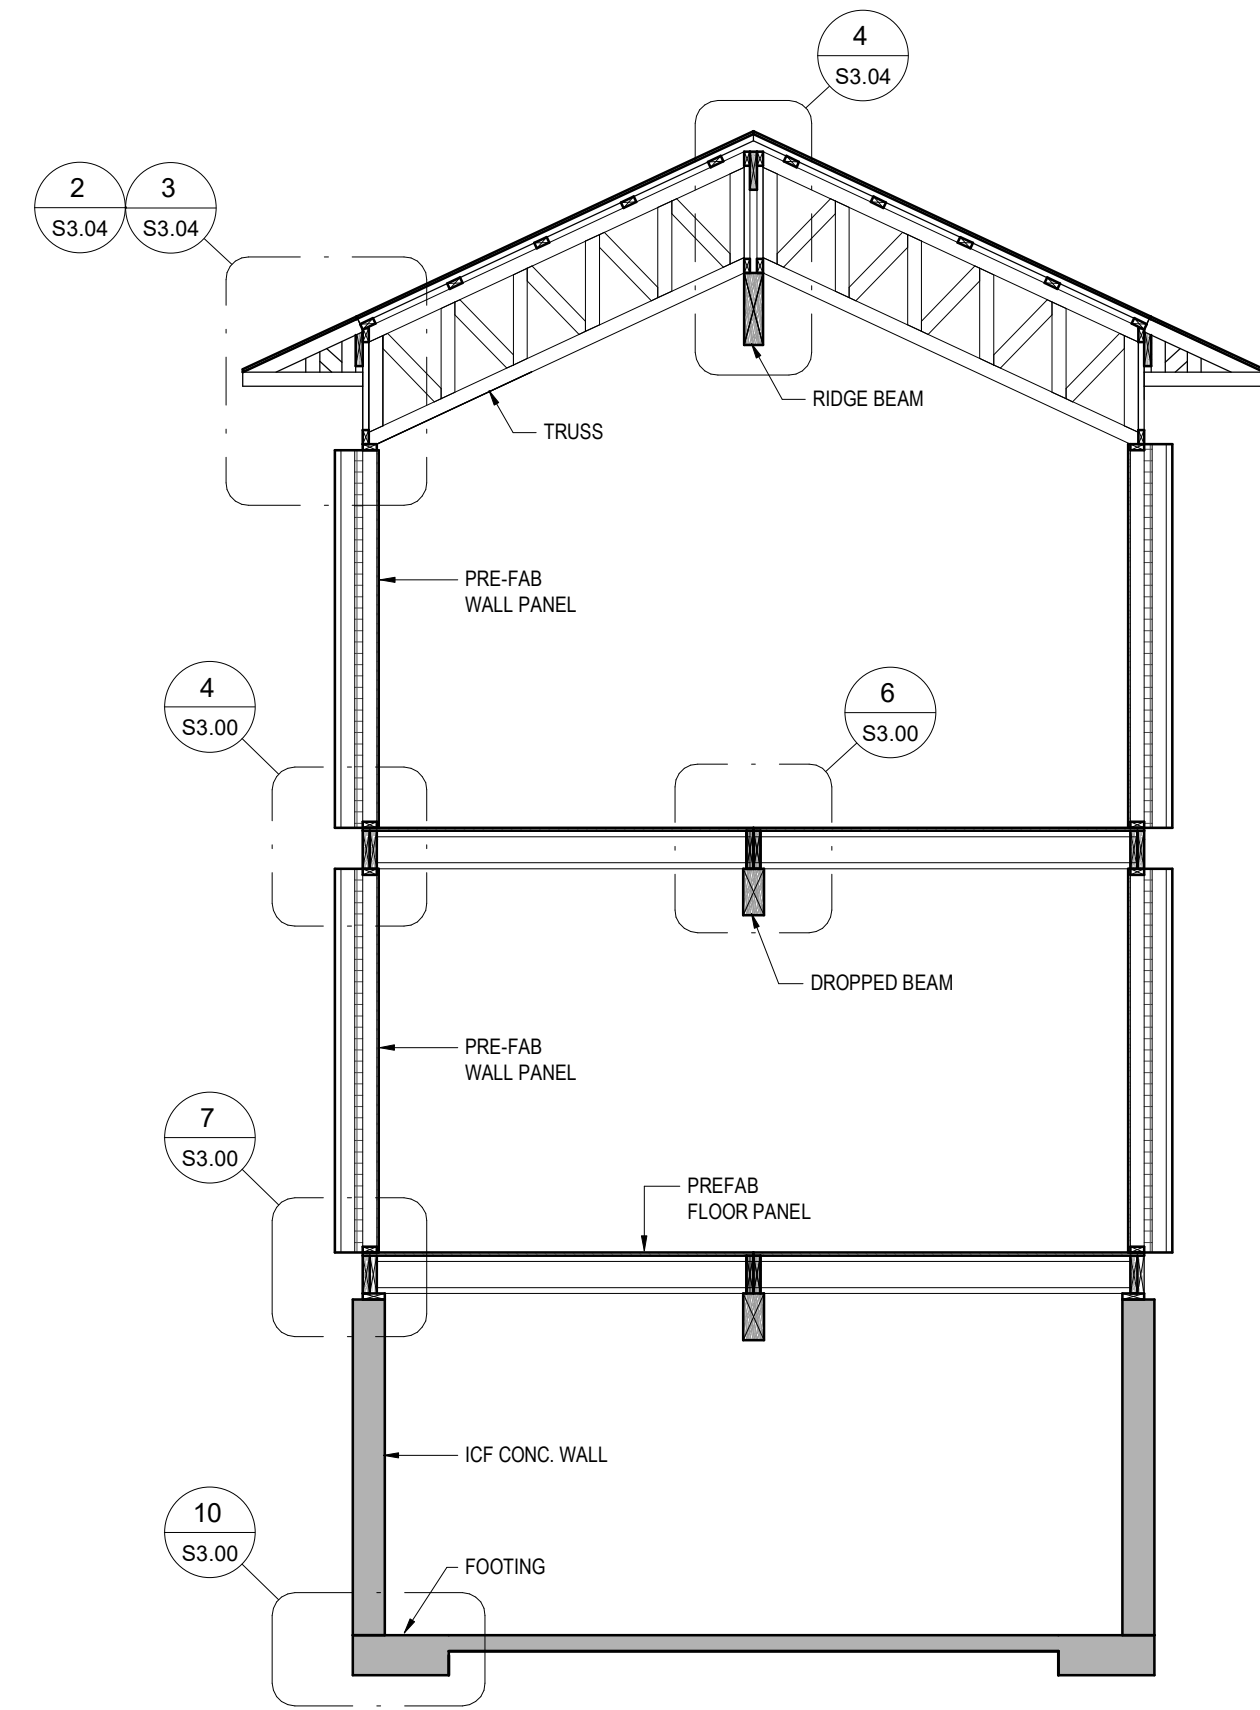 4
S3.04
2
S3.04
3
S3.04
RIDGE BEAM
TRUSS
PRE-FAB
WALL PANEL
4
S3.00
6
S3.00
DROPPED BEAM
PRE-FAB
WALL PANEL
7
S3.00
PREFAB
FLOOR PANEL
ICF CONC. WALL
10
S3.00
FOOTING